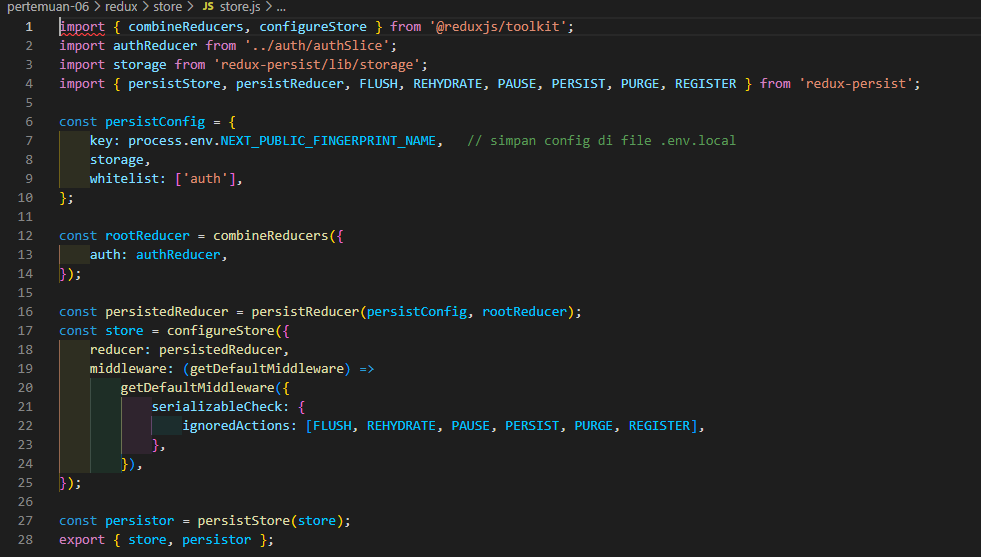 pertemuan-06 > redux > store > JS store.js > ...
1 import { combineReducers, configureStore } from '@reduxjs/toolkit';
2 import authReducer from '../auth/authSlice';
3 import storage from 'redux-persist/lib/storage';
4 import { persistStore, persistReducer, FLUSH, REHYDRATE, PAUSE, PERSIST, PURGE, REGISTER } from 'redux-persist';
5
6 const persistConfig = {
7     key: process.env.NEXT_PUBLIC_FINGERPRINT_NAME,   // simpan config di file .env.local
8     storage,
9     whitelist: ['auth'],
10 };
11
12 const rootReducer = combineReducers({
13     auth: authReducer,
14 });
15
16 const persistedReducer = persistReducer(persistConfig, rootReducer);
17 const store = configureStore({
18     reducer: persistedReducer,
19     middleware: (getDefaultMiddleware) =>
20         getDefaultMiddleware({
21             serializableCheck: {
22                 ignoredActions: [FLUSH, REHYDRATE, PAUSE, PERSIST, PURGE, REGISTER],
23             },
24         }),
25 });
26
27 const persistor = persistStore(store);
28 export { store, persistor };